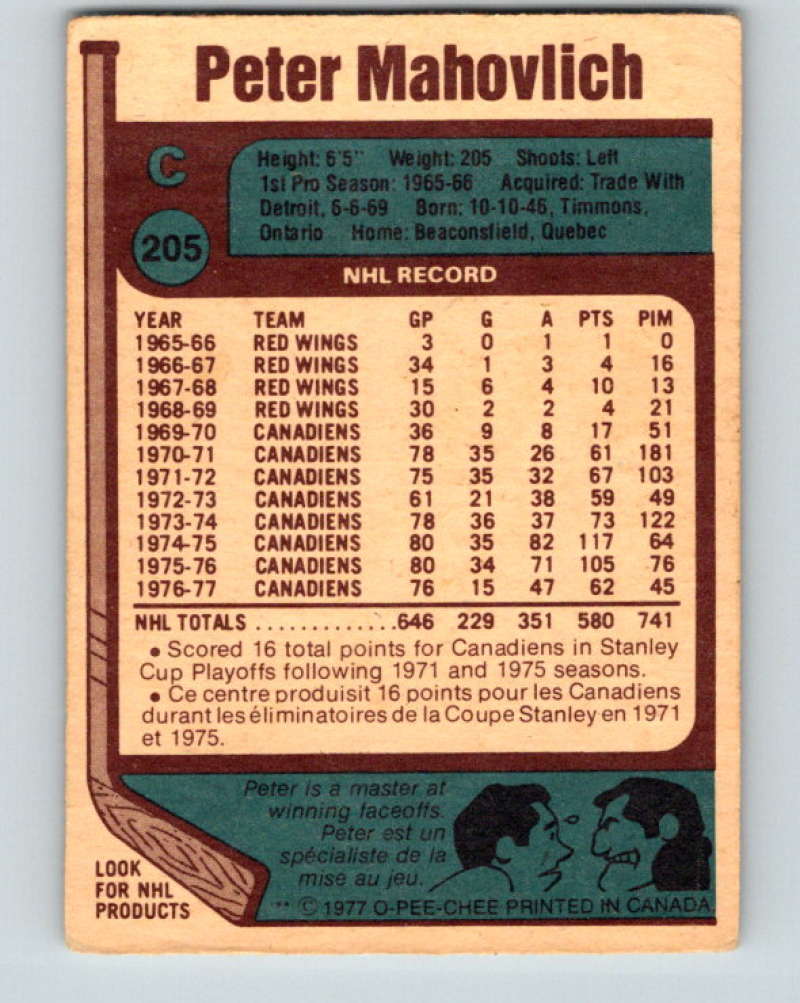 Peter Mahovlich
C
205
Height: 6'5" Weight: 205 Shoots: Left
1st Pro Season: 1965-66 Acquired: Trade With
Detroit, 6-6-69 Born: 10-10-46, Timmons,
Ontario Home: Beaconsfield, Quebec
NHL RECORD
YEAR TEAM GP G A PTS PIM
1965-66 RED WINGS 3 0 1 1 0
1966-67 RED WINGS 34 1 3 4 16
1967-68 RED WINGS 15 6 4 10 13
1968-69 RED WINGS 30 2 2 4 21
1969-70 CANADIENS 36 9 8 17 51
1970-71 CANADIENS 78 35 26 61 181
1971-72 CANADIENS 75 35 32 67 103
1972-73 CANADIENS 61 21 38 59 49
1973-74 CANADIENS 78 36 37 73 122
1974-75 CANADIENS 80 35 82 117 64
1975-76 CANADIENS 80 34 71 105 76
1976-77 CANADIENS 76 15 47 62 45
NHL TOTALS .............646 229 351 580 741
• Scored 16 total points for Canadiens in Stanley
Cup Playoffs following 1971 and 1975 seasons.
• Ce centre produisit 16 points pour les Canadiens
durant les éliminatoires de la Coupe Stanley en 1971
et 1975.
Peter is a master at
winning faceoffs.
Peter est un
spécialiste de la
mise au jeu.
LOOK
FOR NHL
PRODUCTS
** © 1977 O-PEE-CHEE PRINTED IN CANADA